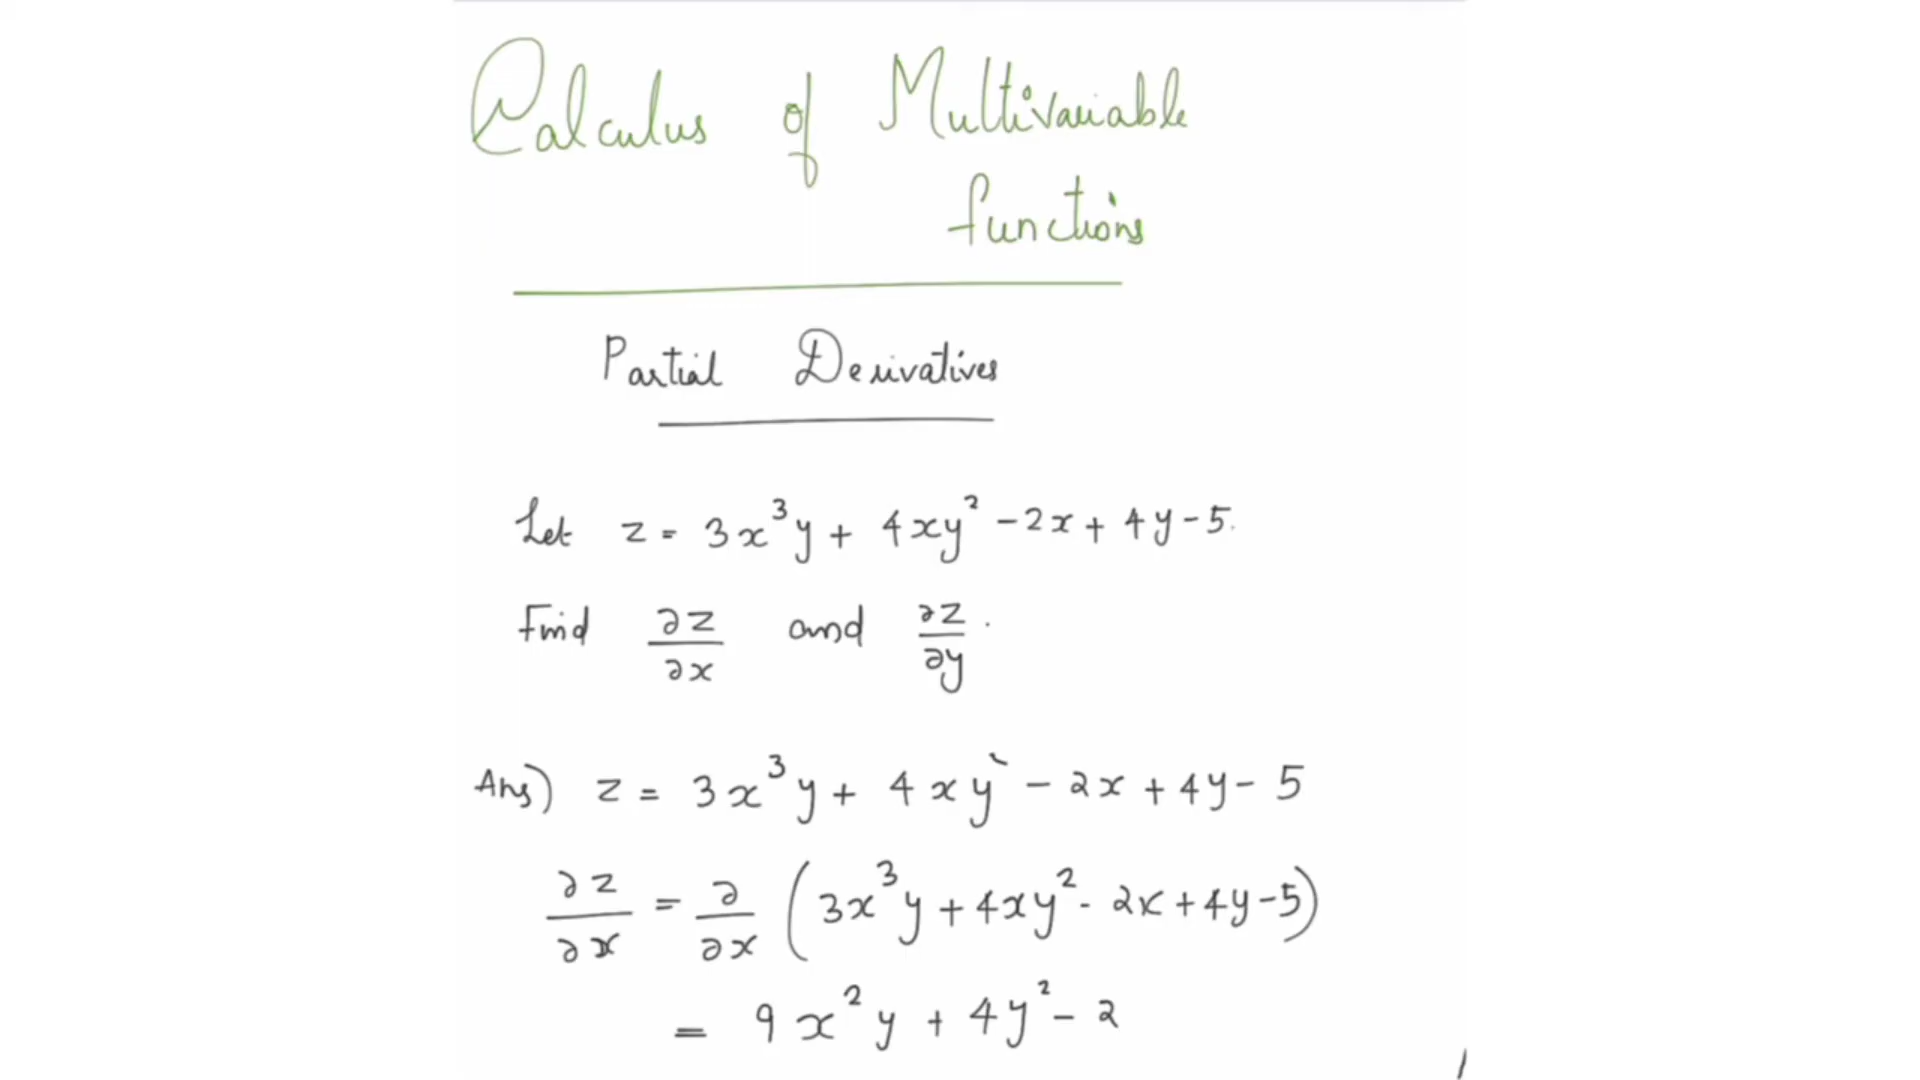 Calculus of Multivariable
functions
Partial Derivatives
Let z = 3x³y + 4xy² - 2x + 4y - 5.
Find ∂z/∂x and ∂z/∂y.
Ans) z = 3x³y + 4xy² - 2x + 4y - 5
∂z/∂x = ∂/∂x (3x³y + 4xy² - 2x + 4y - 5)
= 9x²y + 4y² - 2